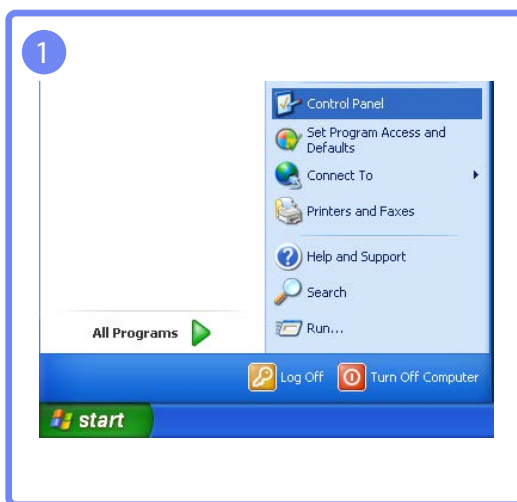 1
Control Panel
Set Program Access and
Defaults
Connect To
Printers and Faxes
Help and Support
Search
Run...
All Programs
Log Off
Turn Off Computer
start